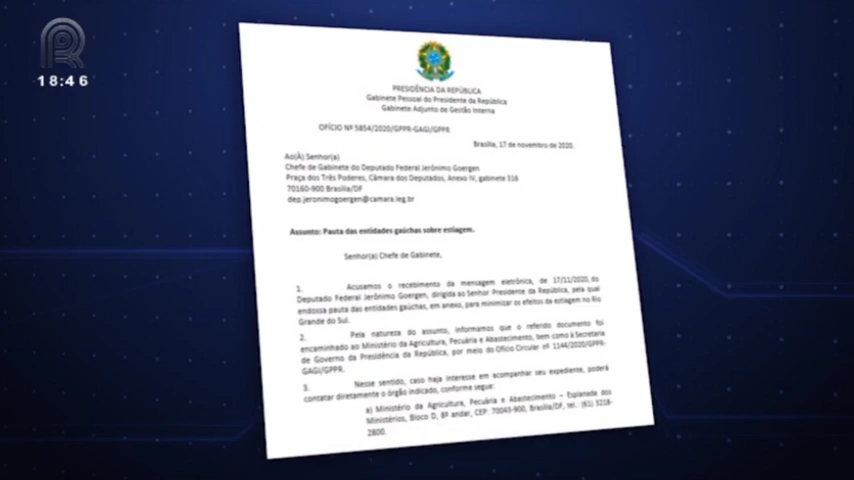 18:46
PRESIDÊNCIA DA REPÚBLICA
Gabinete Pessoal do Presidente da República
Gabinete Adjunto de Gestão Interna
OFÍCIO Nº 5854/2020/GPPR-GAGI/GPPR
Brasília, 17 de novembro de 2020.
Ao(À) Senhor(a)
Chefe de Gabinete do Deputado Federal Jerônimo Goergen
Praça dos Três Poderes, Câmara dos Deputados, Anexo IV, gabinete 316
70160-900 Brasília/DF
dep.jeronimogoergen@camara.leg.br
Assunto: Pauta das entidades gaúchas sobre estiagem.
Senhor(a) Chefe de Gabinete,
1. Acusamos o recebimento da mensagem eletrônica, de 17/11/2020, do
Deputado Federal Jerônimo Goergen, dirigida ao Senhor Presidente da República, pela qual
endossa pauta das entidades gaúchas, em anexo, para minimizar os efeitos da estiagem no Rio
Grande do Sul.
2. Pela natureza do assunto, informamos que o referido documento foi
encaminhado ao Ministério da Agricultura, Pecuária e Abastecimento, bem como à Secretaria
de Governo da Presidência da República, por meio do Ofício Circular nº 1144/2020/GPPR-
GAGI/GPPR.
3. Nesse sentido, caso haja interesse em acompanhar seu expediente, poderá
contatar diretamente o órgão indicado, conforme segue:
a) Ministério da Agricultura, Pecuária e Abastecimento – Esplanada dos
Ministérios, Bloco D, 8º andar, CEP: 70043-900, Brasília/DF, tel.: (61) 3218-
2800.